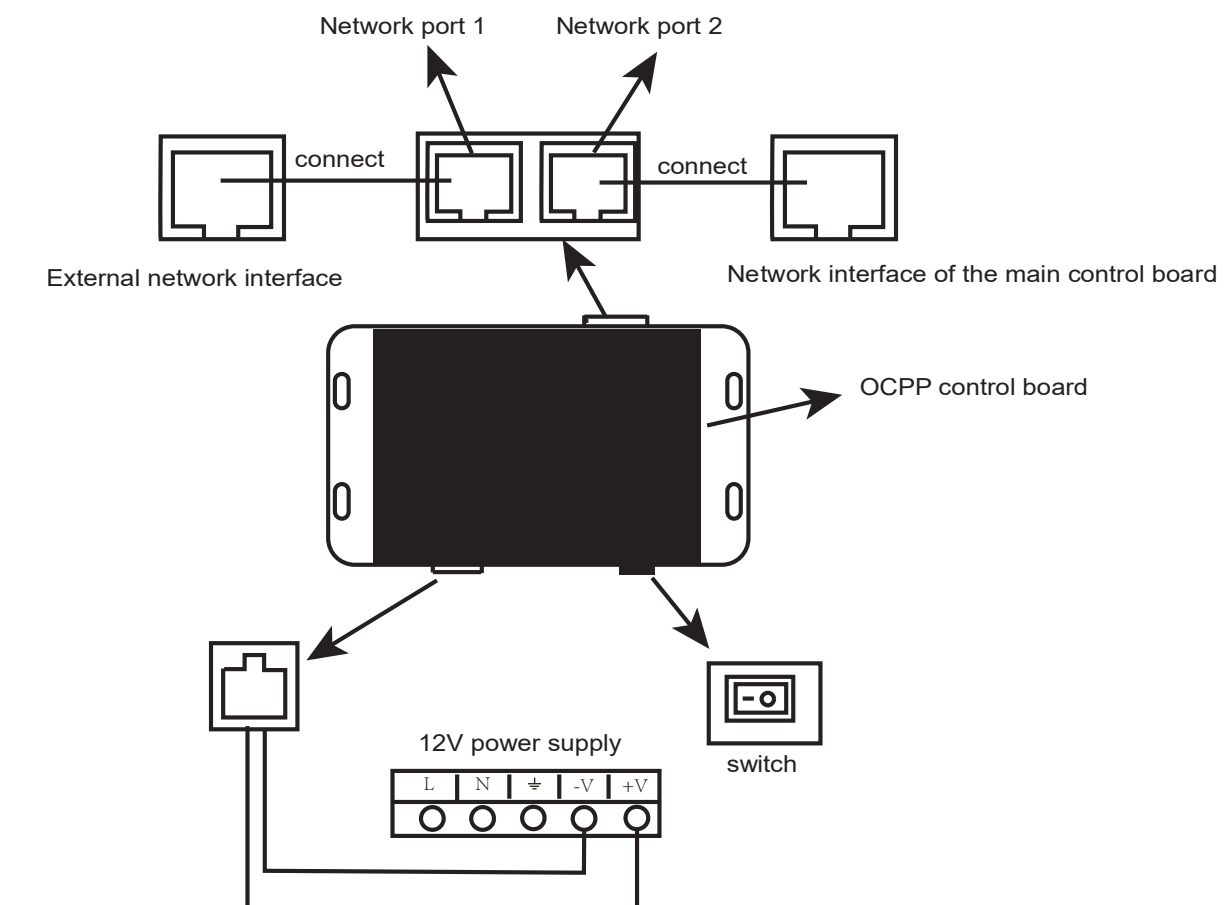 Network port 1
Network port 2
connect
connect
External network interface
Network interface of the main control board
OCPP control board
12V power supply
switch
L N ⏚ -V +V